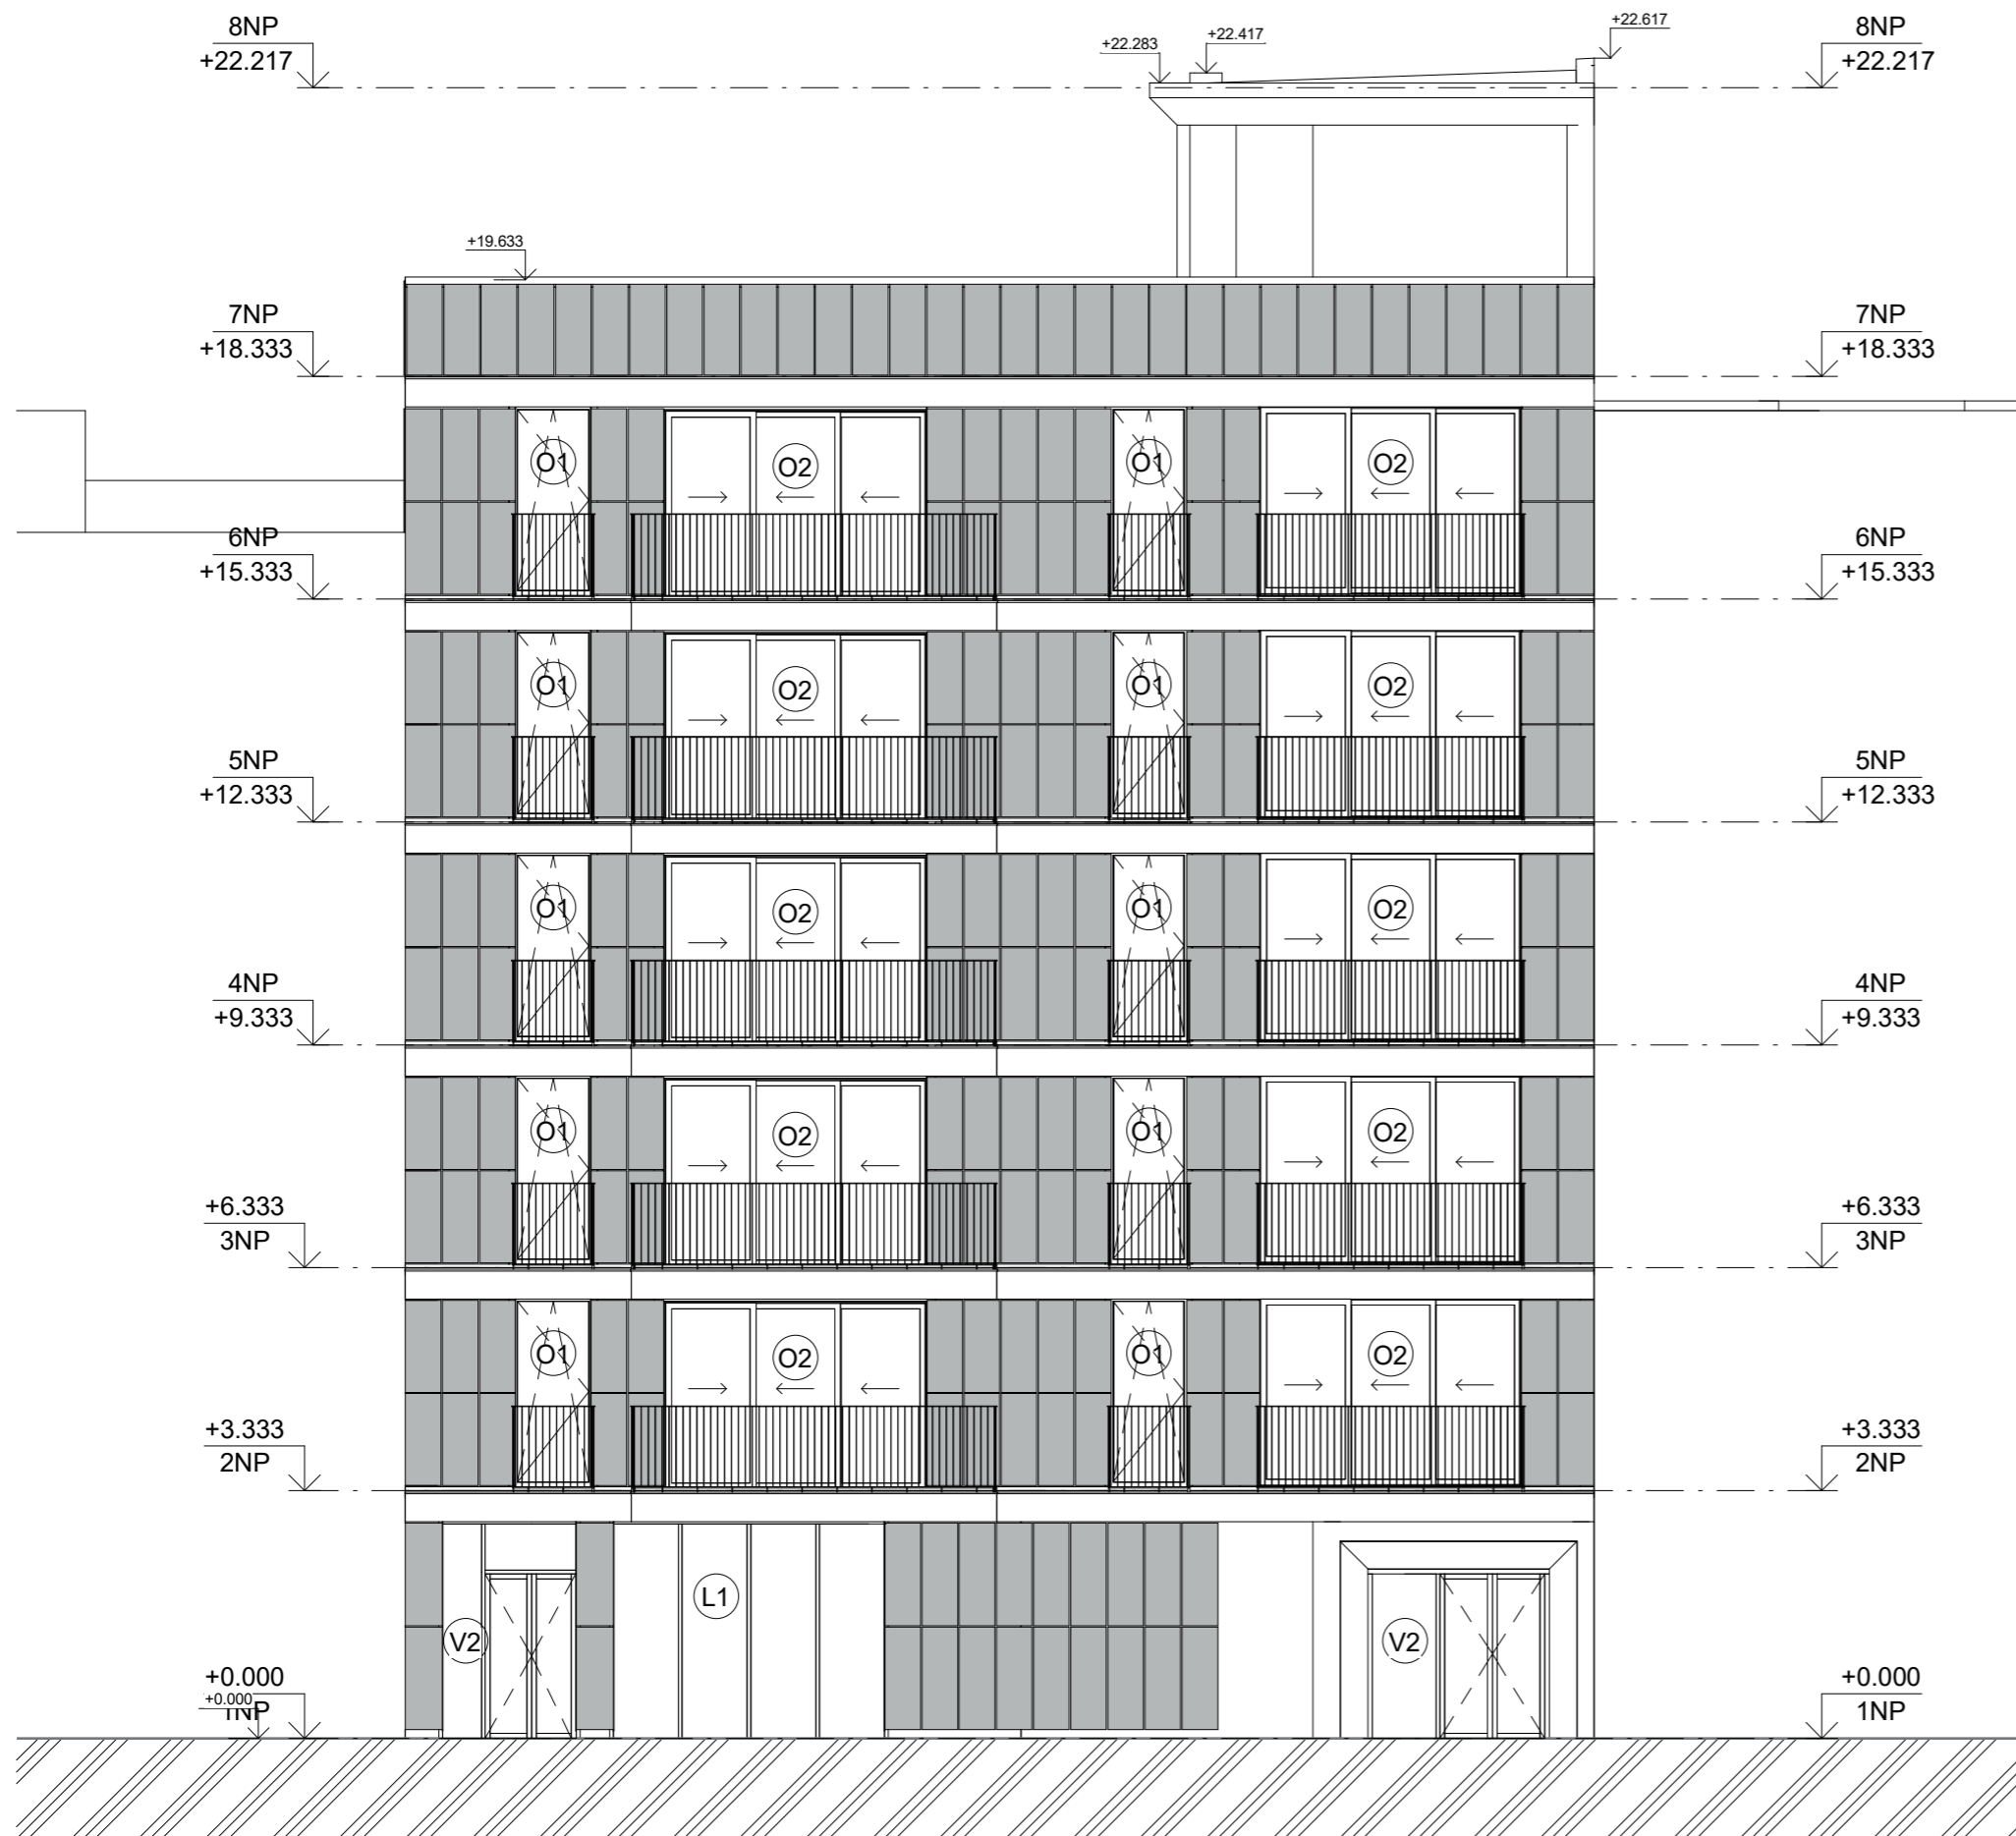 8NP
+22.217
+22.283
+22.417
+22.617
8NP
+22.217
+19.633
7NP
+18.333
7NP
+18.333
O1
O2
O1
O2
6NP
+15.333
6NP
+15.333
O1
O2
O1
O2
5NP
+12.333
5NP
+12.333
O1
O2
O1
O2
4NP
+9.333
4NP
+9.333
O1
O2
O1
O2
+6.333
3NP
+6.333
3NP
O1
O2
O1
O2
+3.333
2NP
+3.333
2NP
L1
V2
V2
+0.000
+0.000
1NP
+0.000
1NP